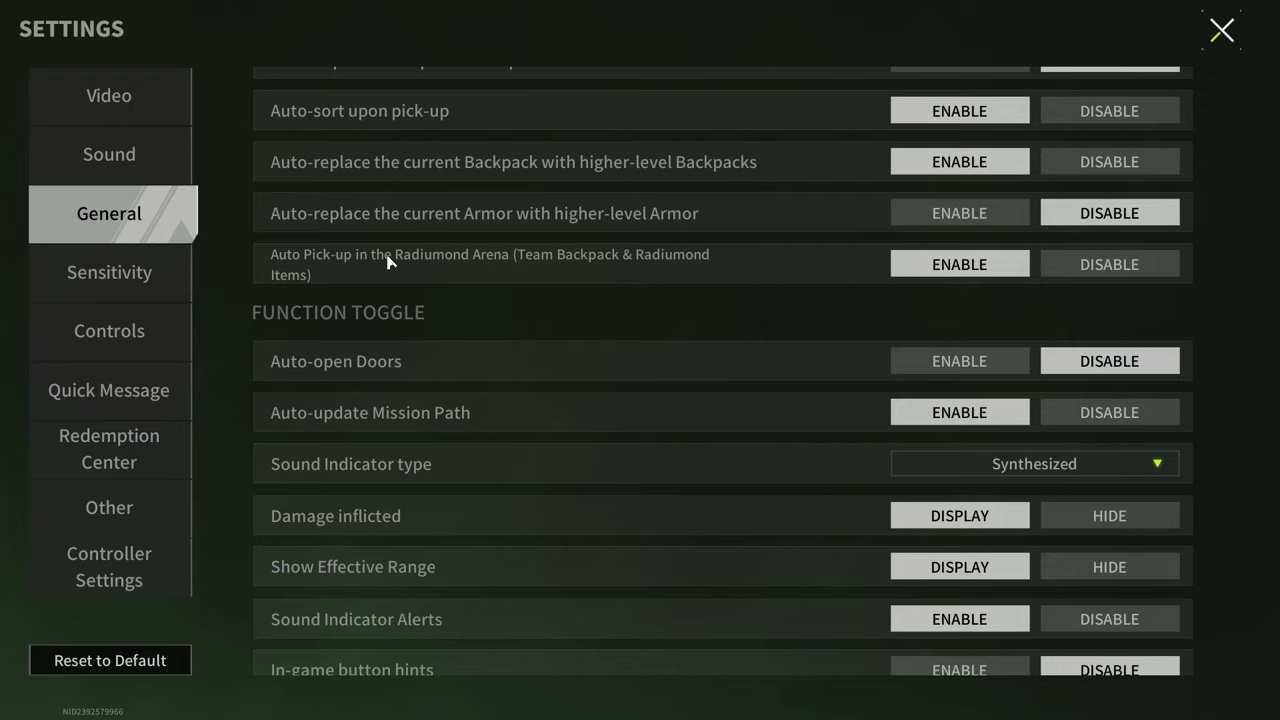 SETTINGS
Video
Sound
General
Sensitivity
Controls
Quick Message
Redemption
Center
Other
Controller
Settings
Reset to Default
NID2392579966
Auto-sort upon pick-up ENABLE DISABLE
Auto-replace the current Backpack with higher-level Backpacks ENABLE DISABLE
Auto-replace the current Armor with higher-level Armor ENABLE DISABLE
Auto Pick-up in the Radiumond Arena (Team Backpack & Radiumond
Items) ENABLE DISABLE
FUNCTION TOGGLE
Auto-open Doors ENABLE DISABLE
Auto-update Mission Path ENABLE DISABLE
Sound Indicator type Synthesized
Damage inflicted DISPLAY HIDE
Show Effective Range DISPLAY HIDE
Sound Indicator Alerts ENABLE DISABLE
In-game button hints ENABLE DISABLE